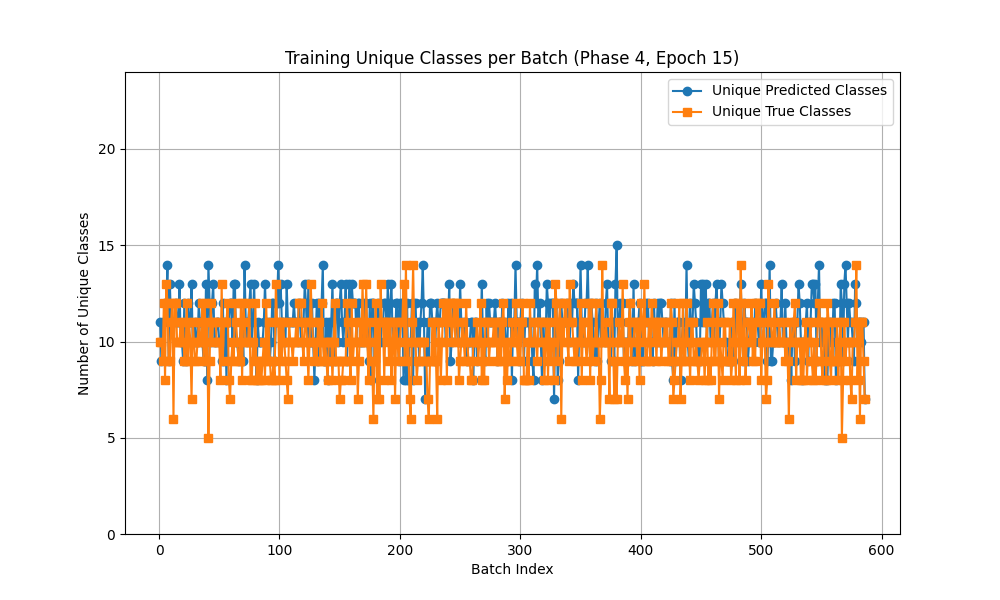 Training Unique Classes per Batch (Phase 4, Epoch 15)
Unique Predicted Classes
Unique True Classes
Number of Unique Classes
20
15
10
5
0
0 100 200 300 400 500 600
Batch Index